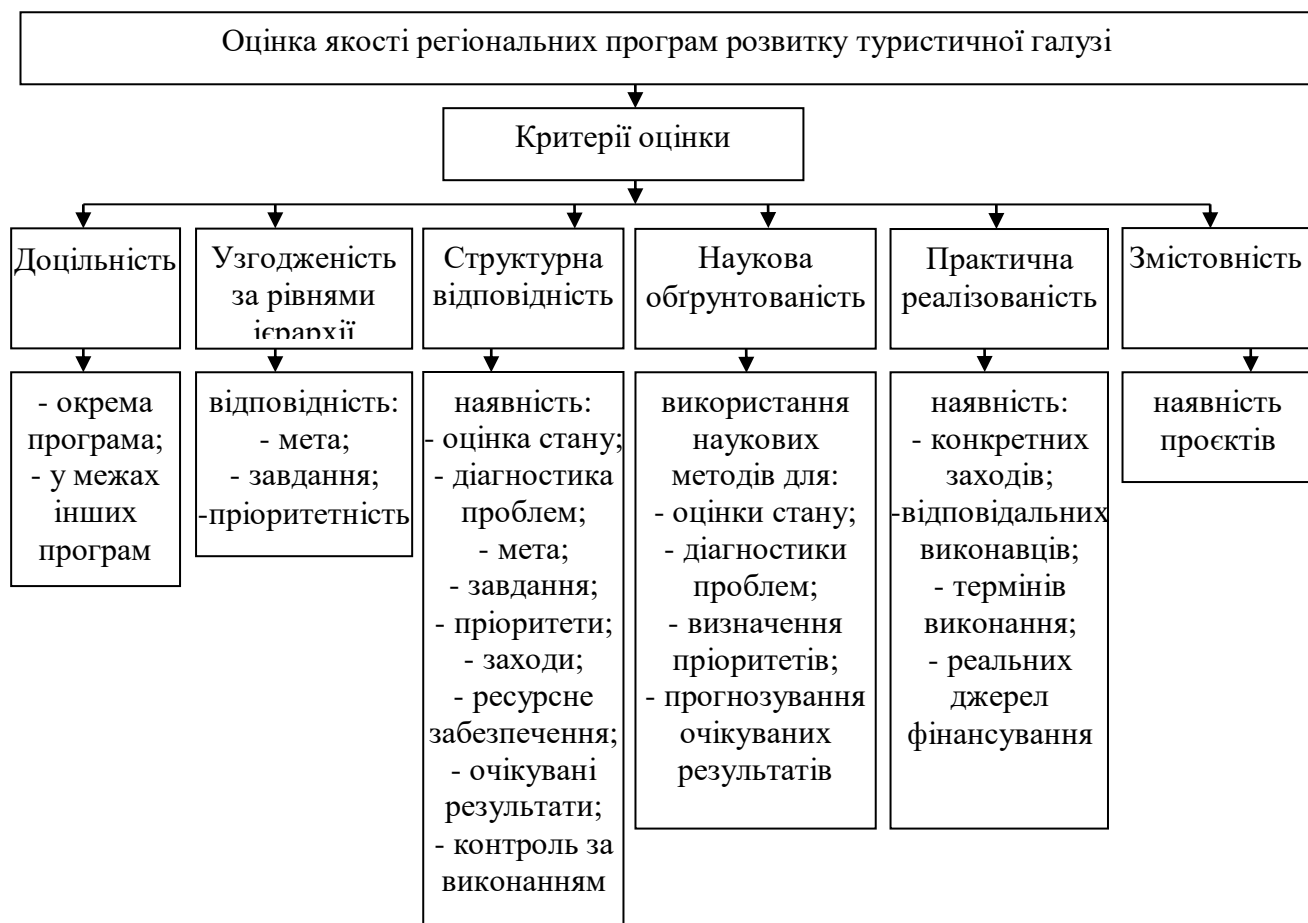 Оцінка якості регіональних програм розвитку туристичної галузі
Критерії оцінки
Доцільність
Узгодженість
за рівнями
ієрархії
Структурна
відповідність
Наукова
обґрунтованість
Практична
реалізованість
Змістовність
- окрема
програма;
- у межах
інших
програм
відповідність:
- мета;
- завдання;
-пріоритетність
наявність:
- оцінка стану;
- діагностика
проблем;
- мета;
- завдання;
- пріоритети;
- заходи;
- ресурсне
забезпечення;
- очікувані
результати;
- контроль за
виконанням
використання
наукових
методів для:
- оцінки стану;
- діагностики
проблем;
- визначення
пріоритетів;
- прогнозування
очікуваних
результатів
наявність:
- конкретних
заходів;
-відповідальних
виконавців;
- термінів
виконання;
- реальних
джерел
фінансування
наявність
проєктів